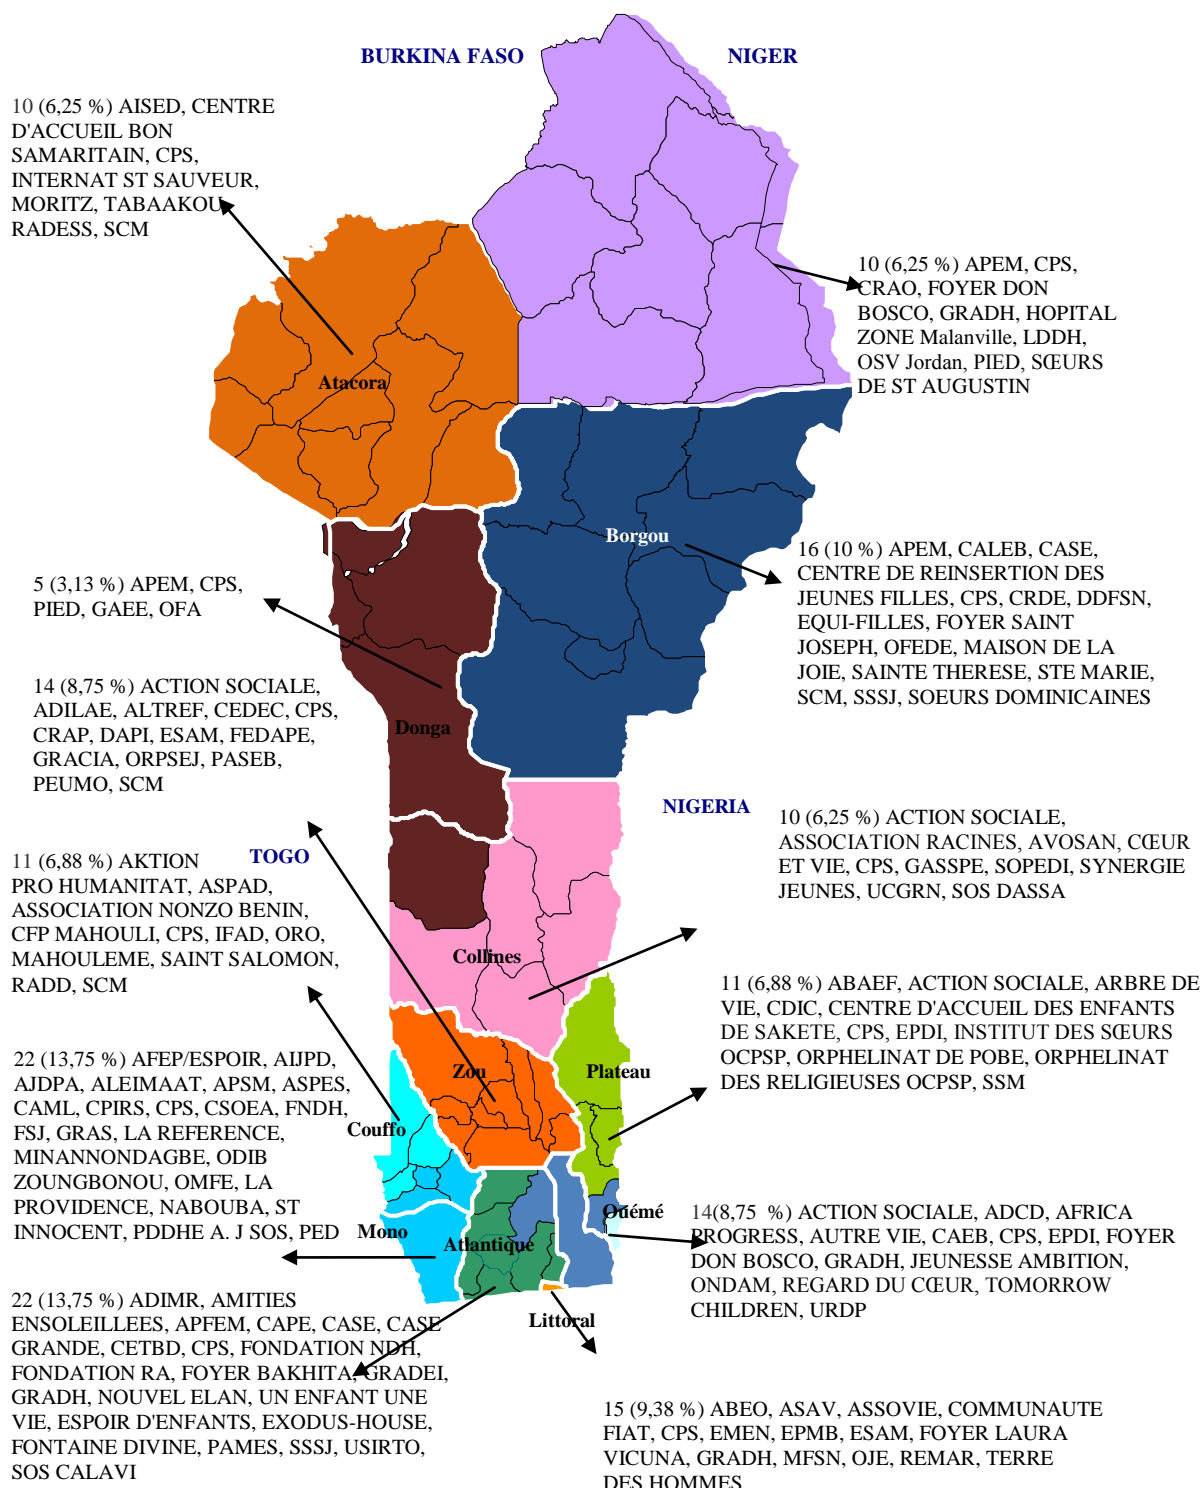 BURKINA FASO
NIGER
10 (6,25 %) AISED, CENTRE
D'ACCUEIL BON
SAMARITAIN, CPS,
INTERNAT ST SAUVEUR,
MORITZ, TABAAKOU
RADESS, SCM
10 (6,25 %) APEM, CPS,
CRAO, FOYER DON
BOSCO, GRADH, HOPITAL
ZONE Malanville, LDDH,
OSV Jordan, PIED, SŒURS
DE ST AUGUSTIN
Atacora
Borgou
16 (10 %) APEM, CALEB, CASE,
CENTRE DE REINSERTION DES
JEUNES FILLES, CPS, CRDE, DDFSN,
EQUI-FILLES, FOYER SAINT
JOSEPH, OFEDE, MAISON DE LA
JOIE, SAINTE THERESE, STE MARIE,
SCM, SSSJ, SOEURS DOMINICAINES
5 (3,13 %) APEM, CPS,
PIED, GAEE, OFA
14 (8,75 %) ACTION SOCIALE,
ADILAE, ALTREF, CEDEC, CPS,
CRAP, DAPI, ESAM, FEDAPE,
GRACIA, ORPSEJ, PASEB,
PEUMO, SCM
Donga
NIGERIA
10 (6,25 %) ACTION SOCIALE,
ASSOCIATION RACINES, AVOSAN, CŒUR
ET VIE, CPS, GASSPE, SOPEDI, SYNERGIE
JEUNES, UCGRN, SOS DASSA
TOGO
11 (6,88 %) AKTION
PRO HUMANITAT, ASPAD,
ASSOCIATION NONZO BENIN,
CFP MAHOULI, CPS, IFAD, ORO,
MAHOULEME, SAINT SALOMON,
RADD, SCM
Collines
11 (6,88 %) ABAEF, ACTION SOCIALE, ARBRE DE
VIE, CDIC, CENTRE D'ACCUEIL DES ENFANTS
DE SAKETE, CPS, EPDI, INSTITUT DES SŒURS
OCPSP, ORPHELINAT DE POBE, ORPHELINAT
DES RELIGIEUSES OCPSP, SSM
22 (13,75 %) AFEP/ESPOIR, AIJPD,
AJDPA, ALEIMAAT, APSM, ASPES,
CAML, CPIRS, CPS, CSOEA, FNDH,
FSJ, GRAS, LA REFERENCE,
MINANNONDAGBE, ODIB
ZOUNGBONOU, OMFE, LA
PROVIDENCE, NABOUBA, ST
INNOCENT, PDDHE A. J SOS, PED
Zou
Plateau
Couffo
Mono
Atlantique
Ouémé
14(8,75 %) ACTION SOCIALE, ADCD, AFRICA
PROGRESS, AUTRE VIE, CAEB, CPS, EPDI, FOYER
DON BOSCO, GRADH, JEUNESSE AMBITION,
ONDAM, REGARD DU CŒUR, TOMORROW
CHILDREN, URDP
Littoral
22 (13,75 %) ADIMR, AMITIES
ENSOLEILLEES, APFEM, CAPE, CASE, CASE
GRANDE, CETBD, CPS, FONDATION NDH,
FONDATION RA, FOYER BAKHITA, GRADEI,
GRADH, NOUVEL ELAN, UN ENFANT UNE
VIE, ESPOIR D'ENFANTS, EXODUS-HOUSE,
FONTAINE DIVINE, PAMES, SSSJ, USIRTO,
SOS CALAVI
15 (9,38 %) ABEO, ASAV, ASSOVIE, COMMUNAUTE
FIAT, CPS, EMEN, EPMB, ESAM, FOYER LAURA
VICUNA, GRADH, MFSN, OJE, REMAR, TERRE
DES HOMMES